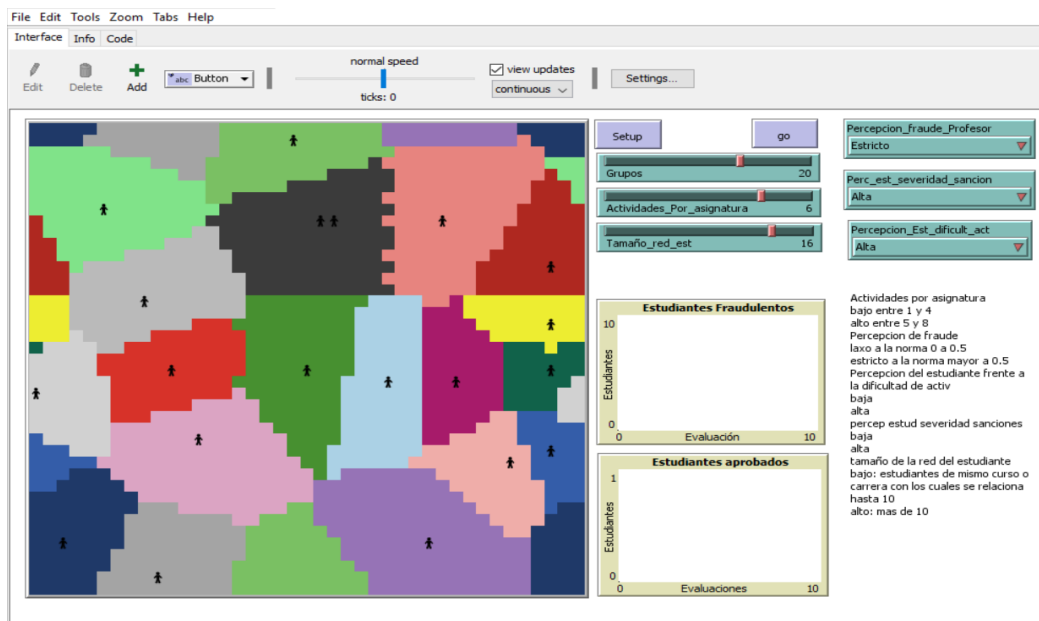 File Edit Tools Zoom Tabs Help
Interface Info Code
Edit Delete Add abc Button normal speed ticks: 0 view updates continuous Settings...
Setup go
Grupos 20
Actividades_Por_asignatura 6
Tamaño_red_est 16
Percepcion_fraude_Profesor
Estricto
Perc_est_severidad_sancion
Alta
Percepcion_Est_dificult_act
Alta
Estudiantes Fraudulentos
10
Estudiantes
0
0 Evaluación 10
Estudiantes aprobados
1
Estudiantes
0
0 Evaluaciones 10
Actividades por asignatura
bajo entre 1 y 4
alto entre 5 y 8
Percepcion de fraude
laxo a la norma 0 a 0.5
estricto a la norma mayor a 0.5
Percepcion del estudiante frente a
la dificultad de activ
baja
alta
percep estud severidad sanciones
baja
alta
tamaño de la red del estudiante
bajo: estudiantes de mismo curso o
carrera con los cuales se relaciona
hasta 10
alto: mas de 10